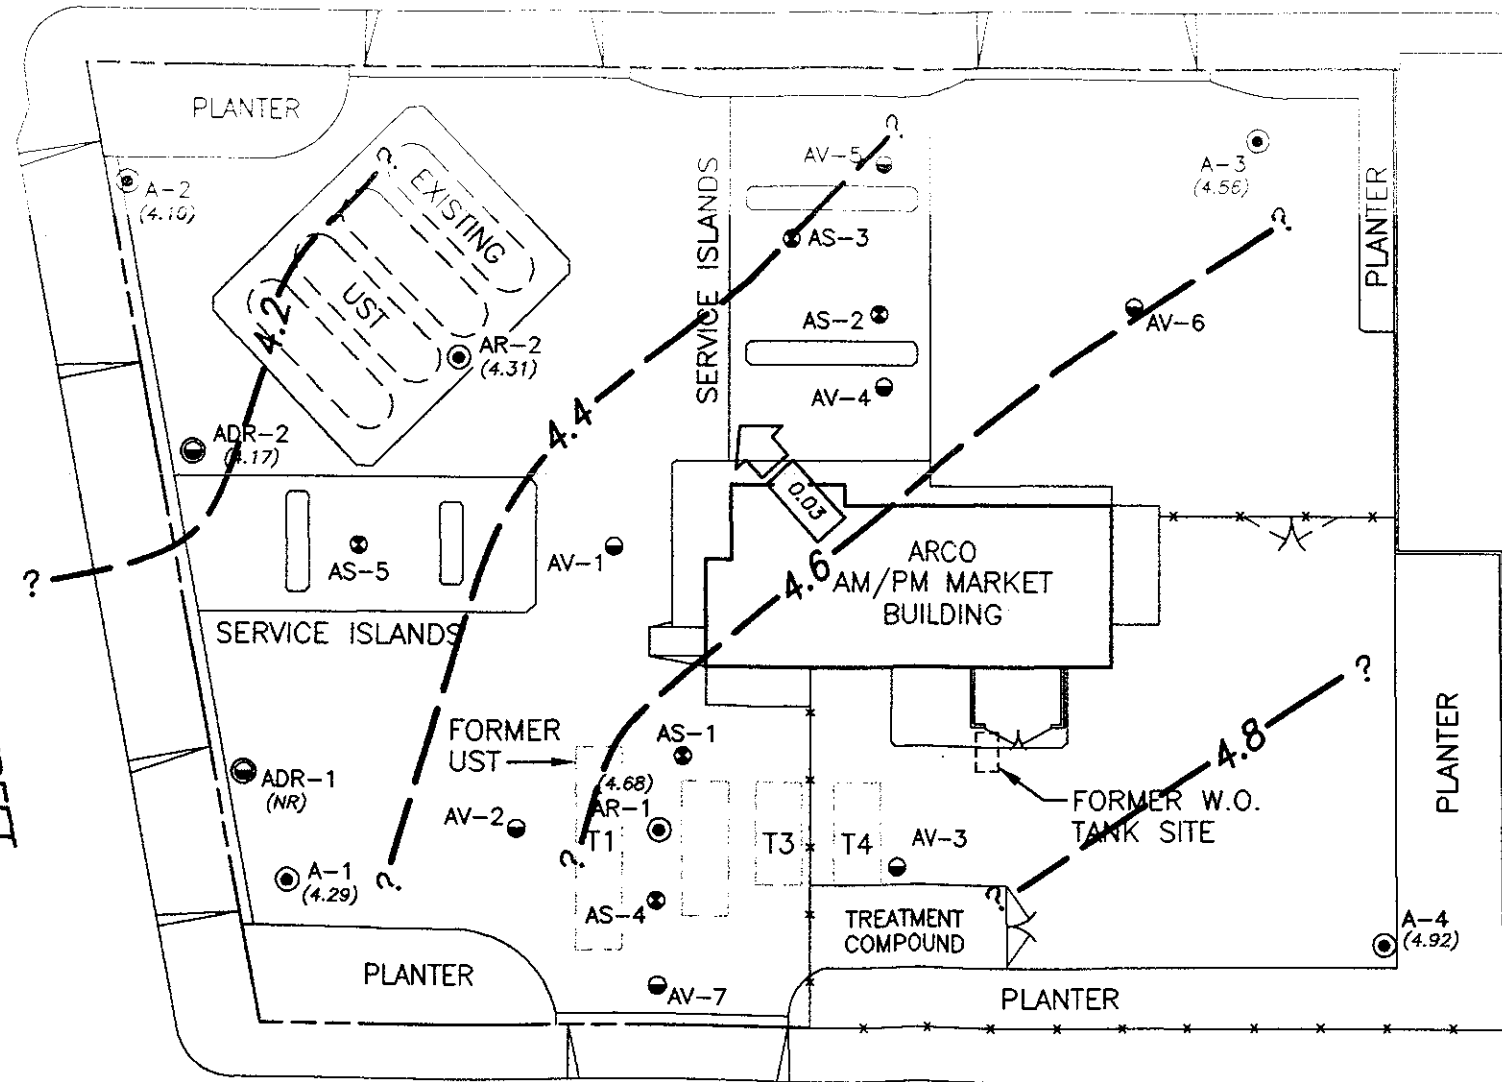 PLANTER
A-2
(4.10)
?
EXISTING
UST
4.2
AR-2
(4.31)
ADR-2
(4.17)
?
AS-5
SERVICE ISLANDS
SERVICE ISLANDS
?
AV-5
AS-3
AS-2
AV-4
4.4
A-3
(4.56)
?
PLANTER
AV-6
0.03
ARCO
AM/PM MARKET
BUILDING
4.6
AV-1
?
4.8
PLANTER
FORMER
UST
AS-1
(4.68)
AR-1
ADR-1
(NR)
AV-2
T1
T3
T4
AV-3
FORMER W.O.
TANK SITE
?
?
?
A-1
(4.29)
AS-4
TREATMENT
COMPOUND
A-4
(4.92)
PLANTER
AV-7
PLANTER